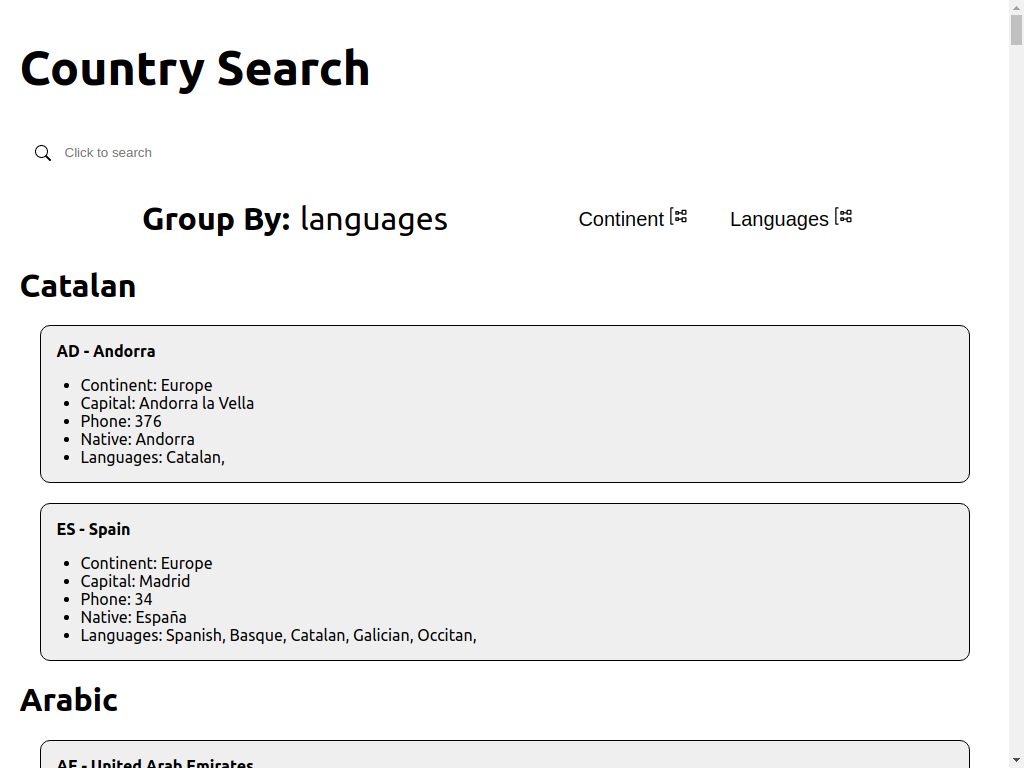 Country Search
Click to search
Group By: languages
Continent
Languages
Catalan
AD - Andorra
Continent: Europe
Capital: Andorra la Vella
Phone: 376
Native: Andorra
Languages: Catalan,
ES - Spain
Continent: Europe
Capital: Madrid
Phone: 34
Native: España
Languages: Spanish, Basque, Catalan, Galician, Occitan,
Arabic
AE - United Arab Emirates